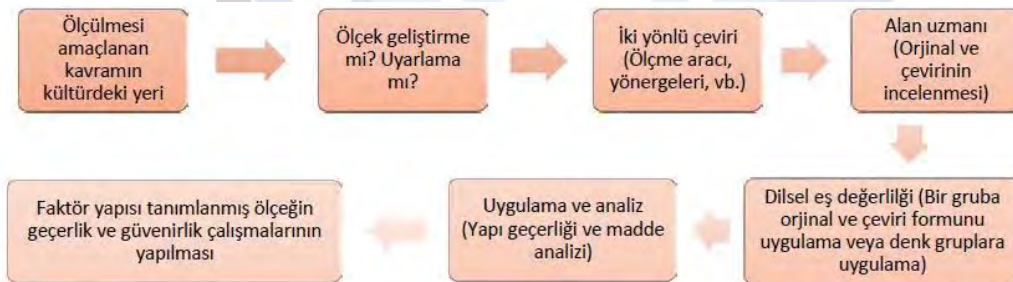 Ölçülmesi
amaçlanan
kavramın
kültürdeki yeri
Ölçek geliştirme
mi? Uyarlama
mı?
İki yönlü çeviri
(Ölçme aracı,
yönergeleri, vb.)
Alan uzmanı
(Orjinal ve
çevirinin
incelenmesi)
Dilsel eş değerlilği (Bir gruba
orjinal ve çeviri formunu
uygulama veya denk gruplara
uygulama)
Uygulama ve analiz
(Yapı geçerliği ve madde
analizi)
Faktör yapısı tanımlanmış ölçeğin
geçerlik ve güvenirlik çalışmalarının
yapılması